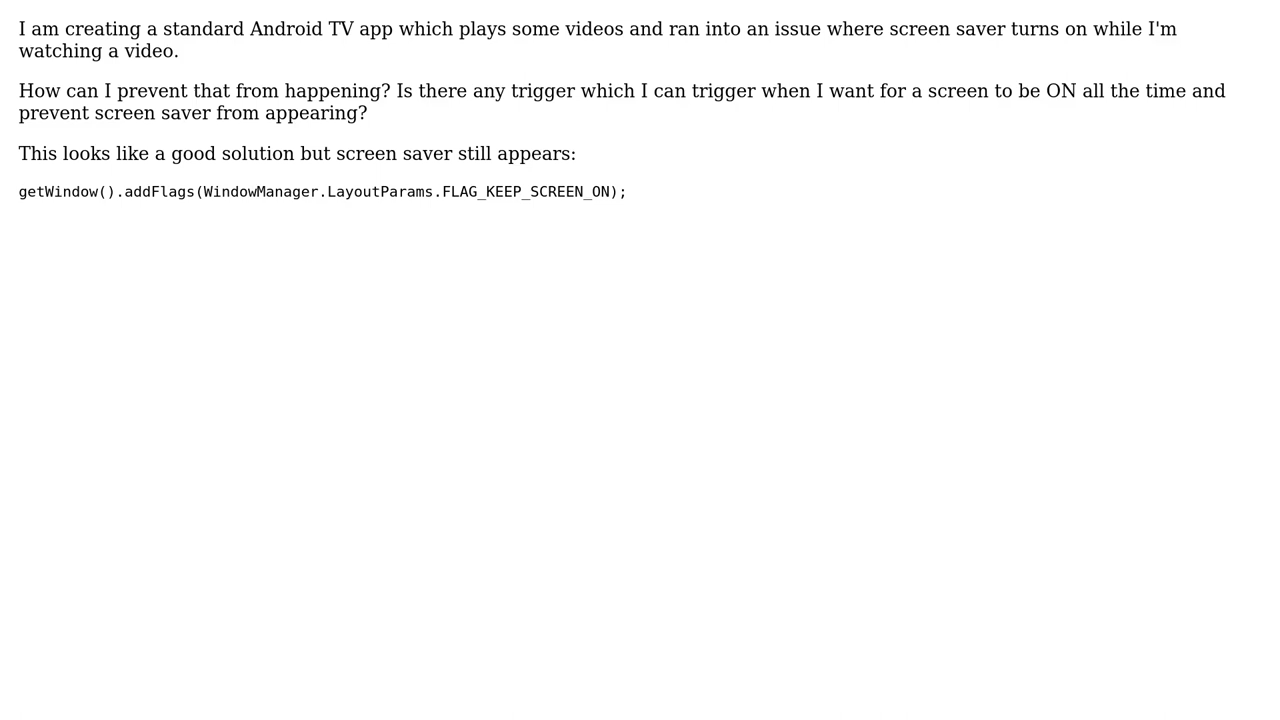 I am creating a standard Android TV app which plays some videos and ran into an issue where screen saver turns on while I'm
watching a video.
How can I prevent that from happening? Is there any trigger which I can trigger when I want for a screen to be ON all the time and
prevent screen saver from appearing?
This looks like a good solution but screen saver still appears:
getWindow().addFlags(WindowManager.LayoutParams.FLAG_KEEP_SCREEN_ON);